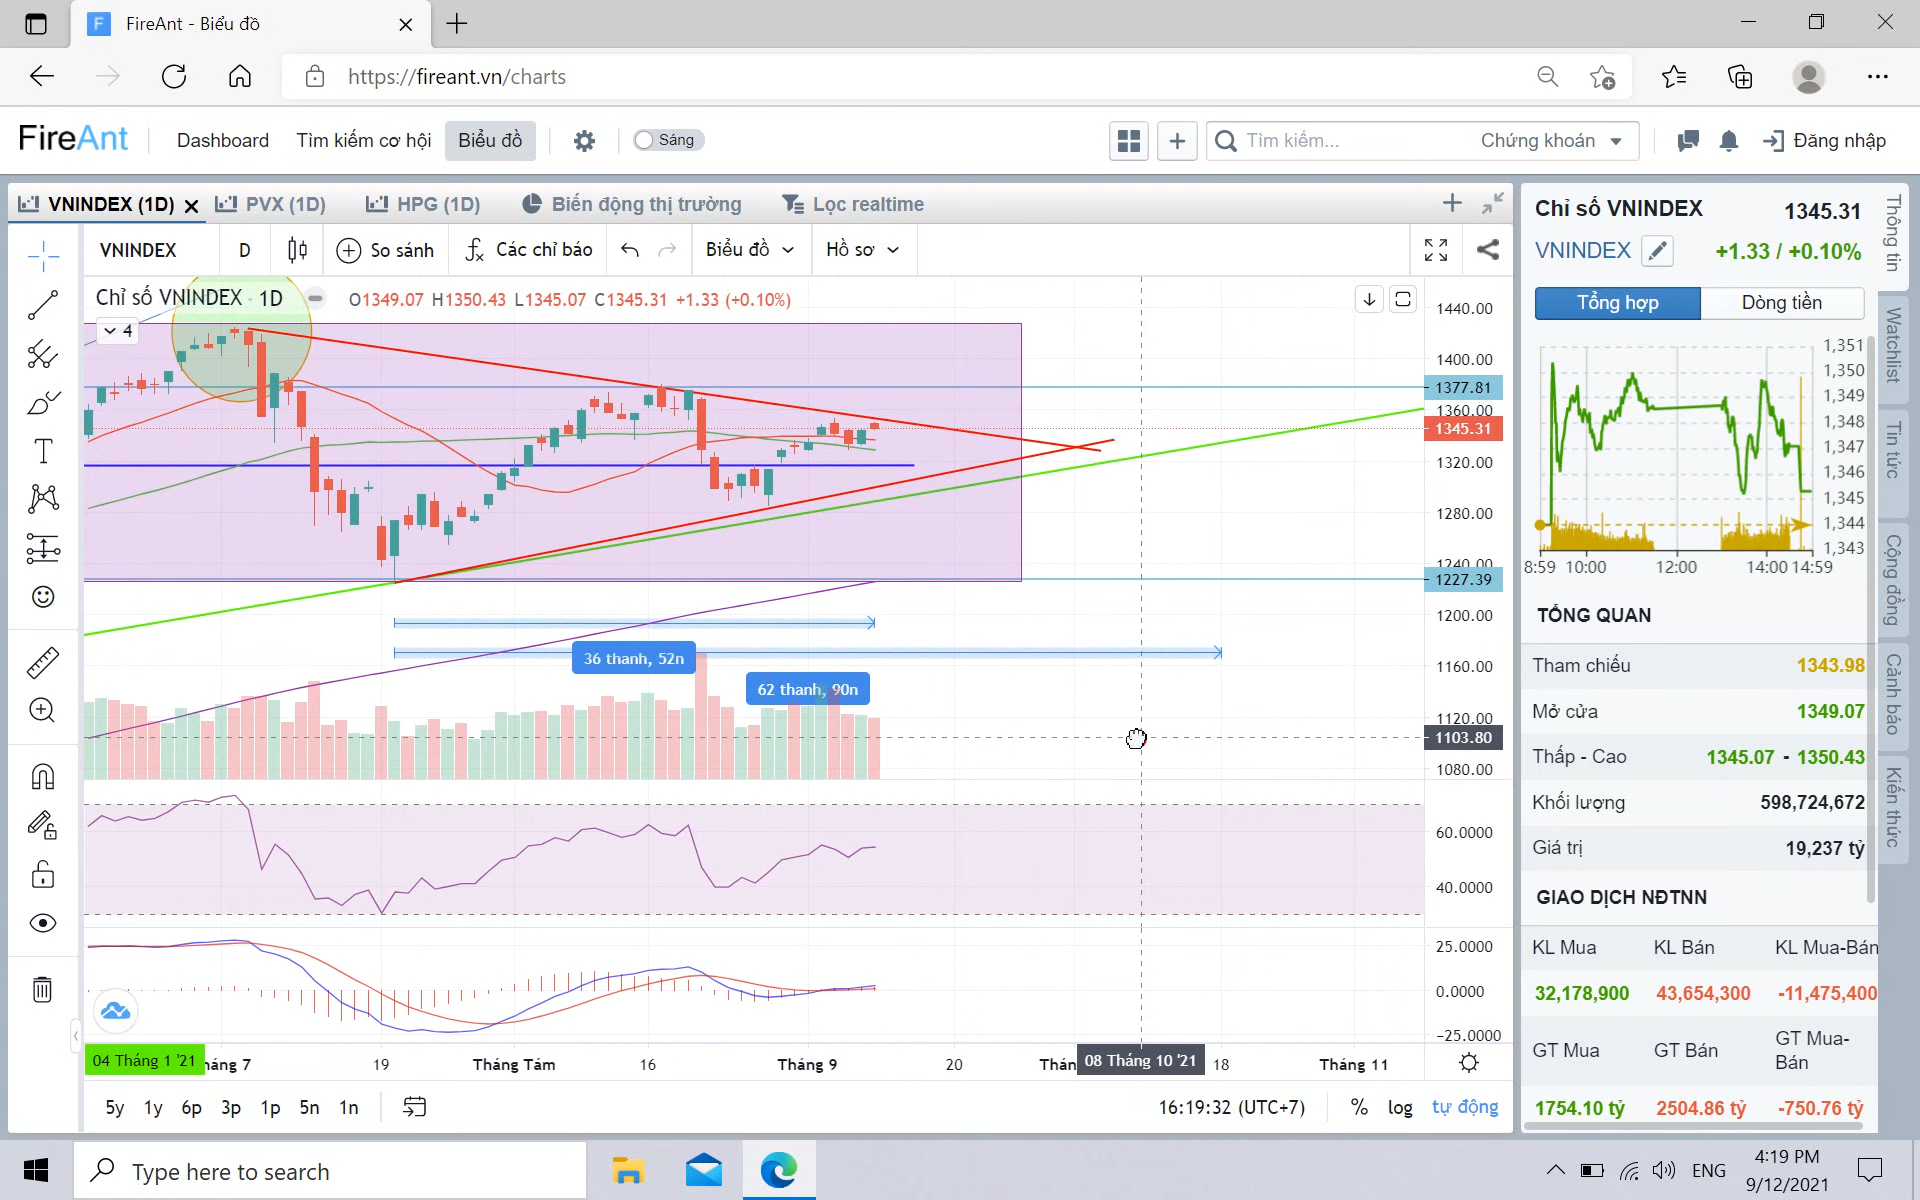 FireAnt - Biểu đồ
https://fireant.vn/charts
FireAnt
Dashboard
Tìm kiếm cơ hội
Biểu đồ
Sáng
Tìm kiếm...
Chứng khoán
Đăng nhập
VNINDEX (1D)
PVX (1D)
HPG (1D)
Biến động thị trường
Lọc realtime
VNINDEX
D
So sánh
Các chỉ báo
Biểu đồ
Hồ sơ
Chỉ số VNINDEX · 1D
O1349.07 H1350.43 L1345.07 C1345.31 +1.33 (+0.10%)
4
1440.00
1400.00
1377.81
1360.00
1345.31
1320.00
1280.00
1240.00
1227.39
1200.00
1160.00
1120.00
1103.80
1080.00
36 thanh, 52n
62 thanh, 90n
60.0000
40.0000
25.0000
0.0000
-25.0000
04 Tháng 1 '21
19
Tháng Tám
16
Tháng 9
20
08 Tháng 10 '21
18
Tháng 11
5y
1y
6p
3p
1p
5n
1n
16:19:32 (UTC+7)
%
log
tự động
Chỉ số VNINDEX
1345.31
VNINDEX
+1.33 / +0.10%
Tổng hợp
Dòng tiền
1,351
1,350
1,349
1,348
1,347
1,346
1,345
1,344
1,343
8:59
10:00
12:00
14:00
14:59
TỔNG QUAN
Tham chiếu 1343.98
Mở cửa 1349.07
Thấp - Cao 1345.07 - 1350.43
Khối lượng 598,724,672
Giá trị 19,237 tỷ
GIAO DỊCH NĐTNN
KL Mua KL Bán KL Mua-Bán
32,178,900 43,654,300 -11,475,400
GT Mua GT Bán GT Mua-
Bán
1754.10 tỷ 2504.86 tỷ -750.76 tỷ
Thông tin
Watchlist
Tin tức
Cộng đồng
Cảnh báo
Kiến thức
Type here to search
ENG
4:19 PM
9/12/2021